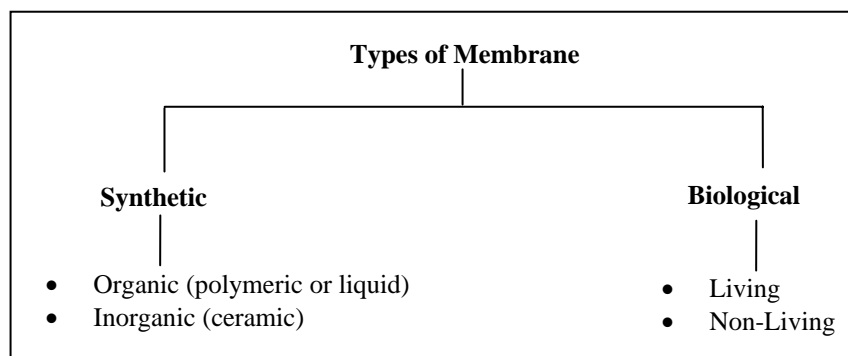 Types of Membrane
Synthetic
• Organic (polymeric or liquid)
• Inorganic (ceramic)
Biological
• Living
• Non-Living